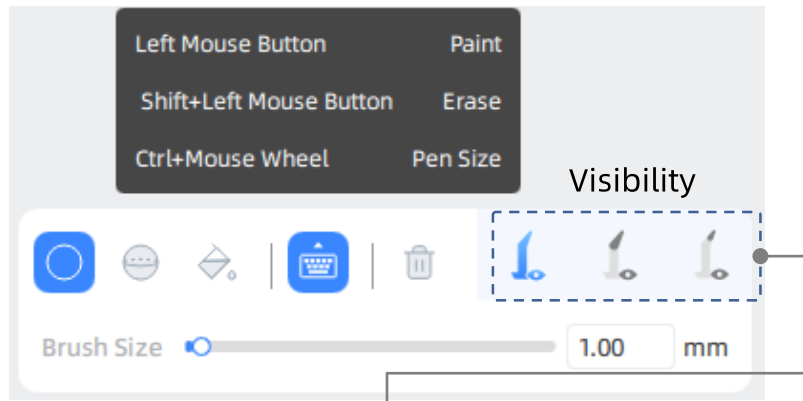 Left Mouse Button Paint
Shift+Left Mouse Button Erase
Ctrl+Mouse Wheel Pen Size
Visibility
Brush Size 1.00 mm